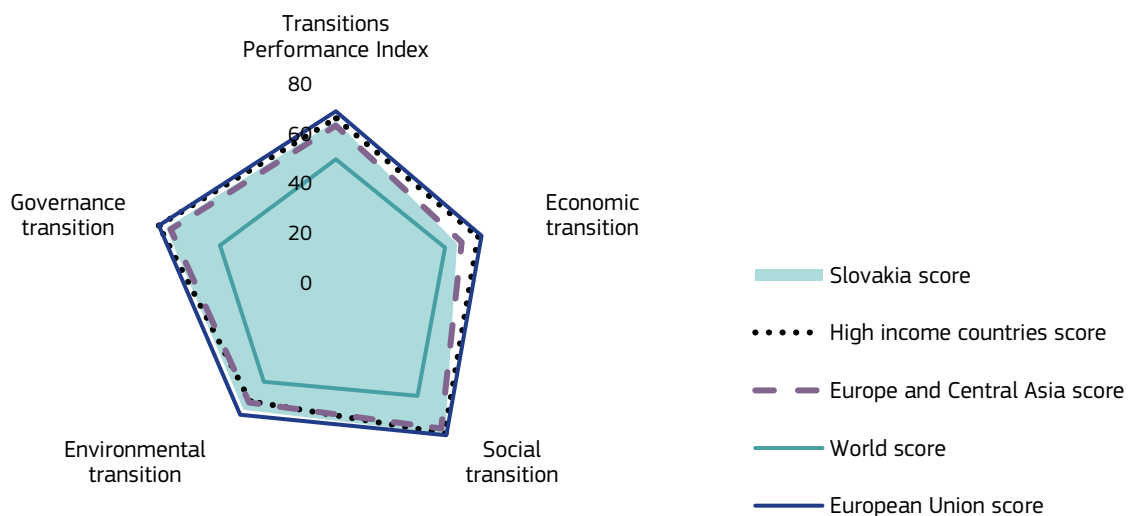 Transitions
Performance Index
80
60
40
20
0
Governance
transition
Economic
transition
Environmental
transition
Social
transition
Slovakia score
High income countries score
Europe and Central Asia score
World score
European Union score